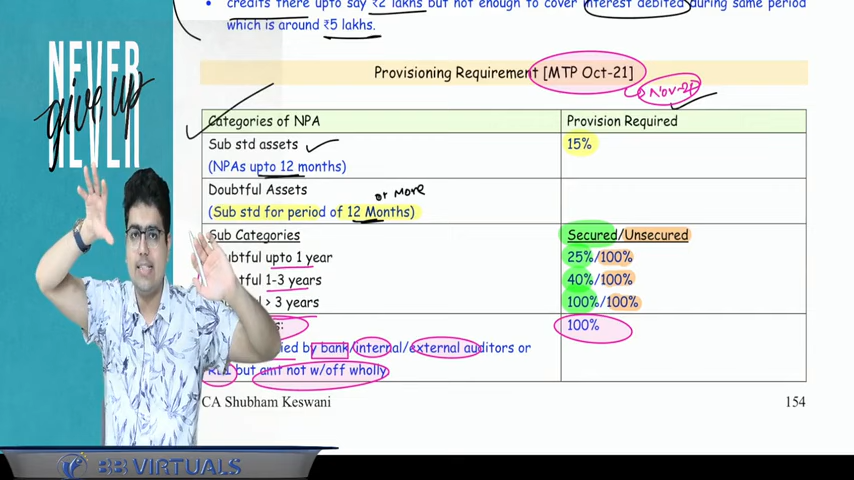 credits there upto say ₹2 lakhs but not enough to cover interest debited during same period
which is around ₹5 lakhs.
NEVER
give up
NEVER
Provisioning Requirement [MTP Oct-21]
Categories of NPA
Provision Required
Sub std assets
15%
(NPAs upto 12 months)
Doubtful Assets
or More
(Sub std for period of 12 Months)
Sub Categories
Secured/Unsecured
upto 1 year
25%/100%
1-3 years
40%/100%
> 3 years
100%/100%
100%
by bank/internal/external auditors or
but amt not w/off wholly
CA Shubham Keswani
154
BB VIRTUALS